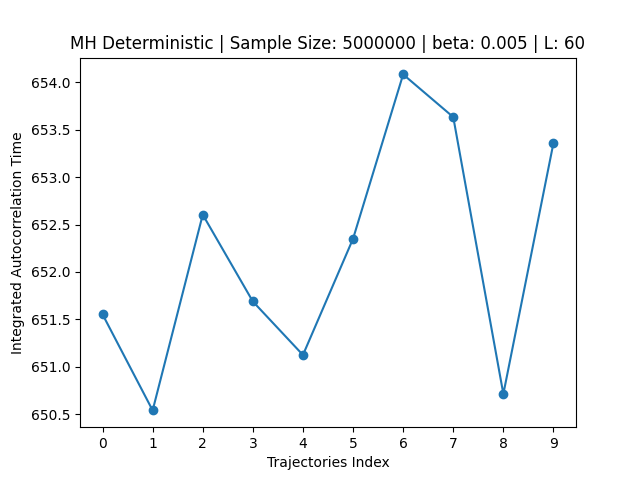 MH Deterministic | Sample Size: 5000000 | beta: 0.005 | L: 60
Integrated Autocorrelation Time
654.0
653.5
653.0
652.5
652.0
651.5
651.0
650.5
0 1 2 3 4 5 6 7 8 9
Trajectories Index